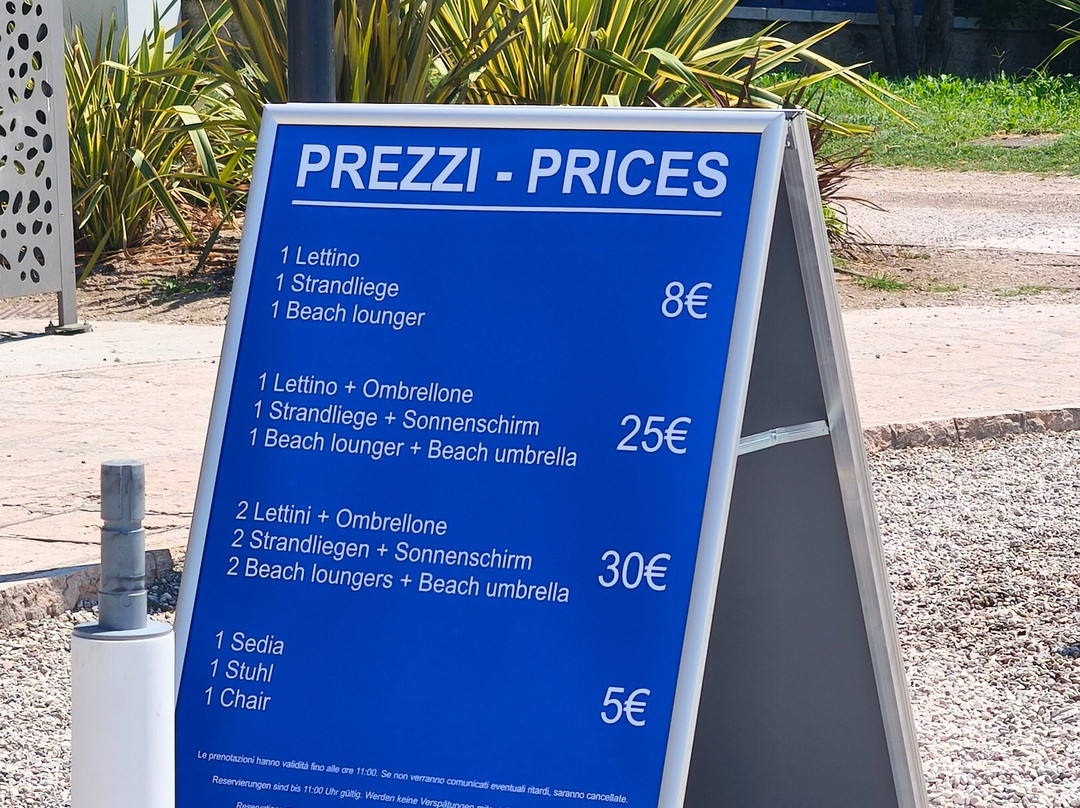 PREZZI - PRICES
1 Lettino
1 Strandliege
1 Beach lounger
8€
1 Lettino + Ombrellone
1 Strandliege + Sonnenschirm
1 Beach lounger + Beach umbrella
25€
2 Lettini + Ombrellone
2 Strandliegen + Sonnenschirm
2 Beach loungers + Beach umbrella
30€
1 Sedia
1 Stuhl
1 Chair
5€
Le prenotazioni hanno validità fino alle ore 11:00. Se non verranno comunicati eventuali ritardi, saranno cancellate.
Reservierungen sind bis 11:00 Uhr gültig. Werden keine Verspätungen